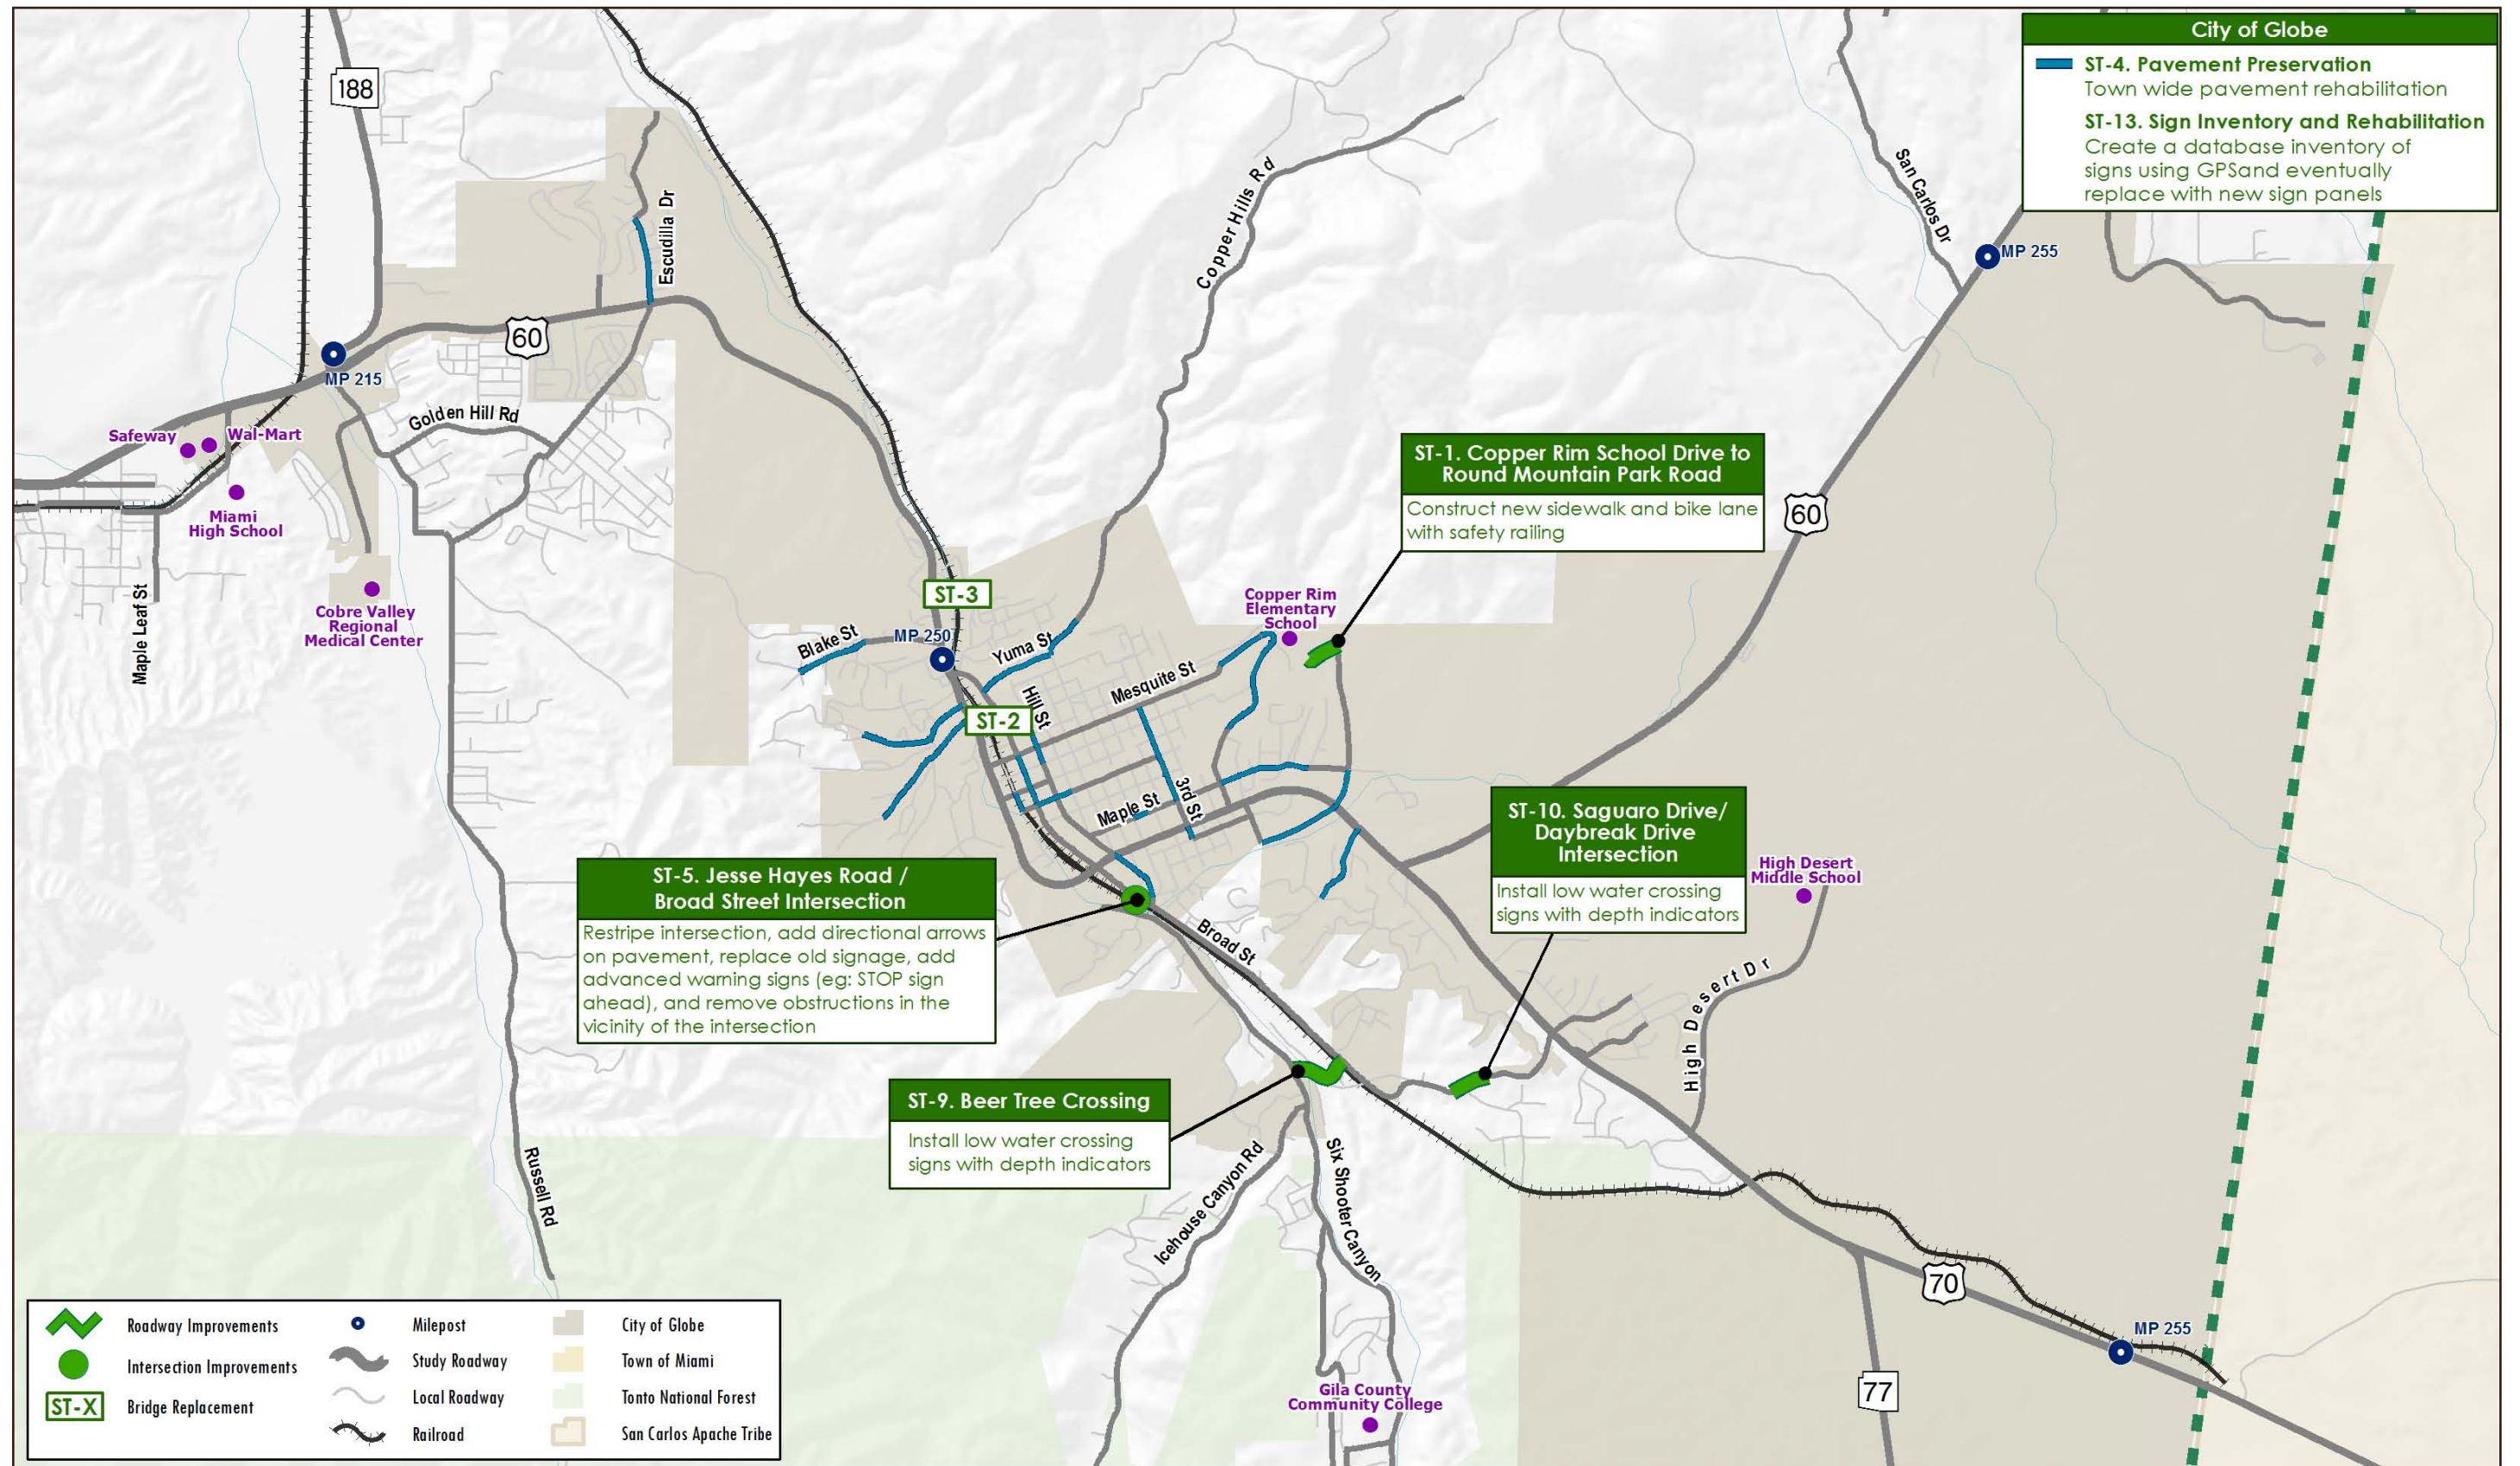 City of Globe
ST-4. Pavement Preservation
Town wide pavement rehabilitation
ST-13. Sign Inventory and Rehabilitation
Create a database inventory of
signs using GPSand eventually
replace with new sign panels
188
San Carlos Dr
Escudilla Dr
Copper Hills Rd
MP 255
60
MP 215
Golden Hill Rd
Safeway
Wal-Mart
Miami
High School
Maple Leaf St
Cobre Valley
Regional
Medical Center
ST-1. Copper Rim School Drive to
Round Mountain Park Road
Construct new sidewalk and bike lane
with safety railing
60
ST-3
Copper Rim
Elementary
School
Blake St
MP 250
Yuma St
Hill St
Mesquite St
ST-2
Maple St
3rd St
ST-10. Saguaro Drive/
Daybreak Drive
Intersection
Install low water crossing
signs with depth indicators
High Desert
Middle School
ST-5. Jesse Hayes Road /
Broad Street Intersection
Restripe intersection, add directional arrows
on pavement, replace old signage, add
advanced warning signs (eg: STOP sign
ahead), and remove obstructions in the
vicinity of the intersection
Broad St
High Desert Dr
ST-9. Beer Tree Crossing
Install low water crossing
signs with depth indicators
Russell Rd
Icehouse Canyon Rd
Six Shooter Canyon
70
MP 255
77
Gila County
Community College
Roadway Improvements
Intersection Improvements
ST-X
Bridge Replacement
Milepost
Study Roadway
Local Roadway
Railroad
City of Globe
Town of Miami
Tonto National Forest
San Carlos Apache Tribe